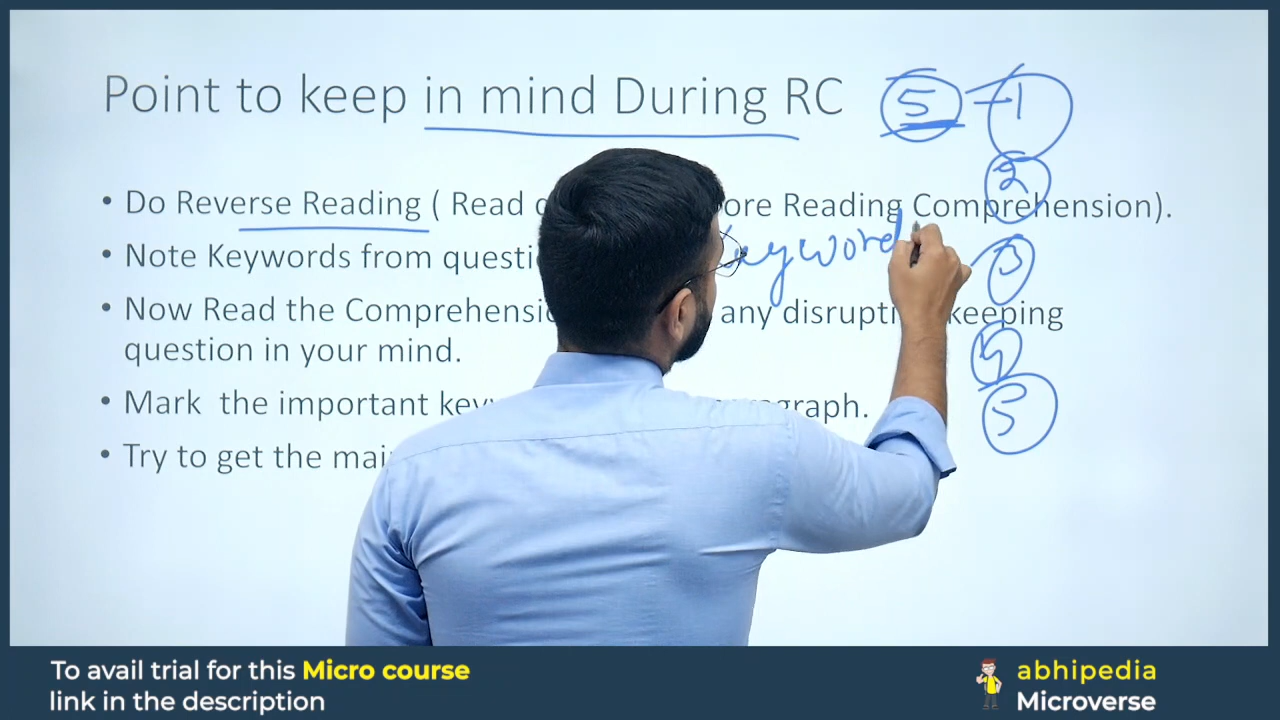 Point to keep in mind During RC 5 - 1
2
• Do Reverse Reading ( Read ore Reading Comprehension).
• Note Keywords from questi keyword
3
• Now Read the Comprehensi any disrupti keeping
question in your mind.
4
• Mark the important key agraph.
5
• Try to get the mai
To avail trial for this Micro course
link in the description
abhipedia
Microverse